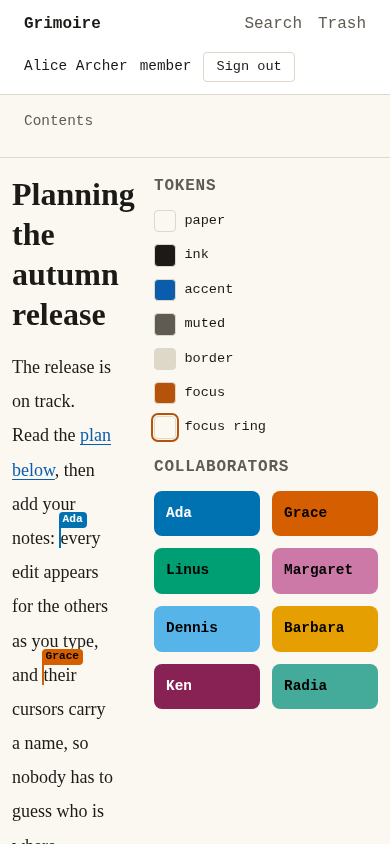 Grimoire
Search Trash
Alice Archer member Sign out
Contents
Planning
the
autumn
release
The release is
on track.
Read the plan
below, then
add your
Ada
notes: every
edit appears
for the others
as you type,
Grace
and their
cursors carry
a name, so
nobody has to
guess who is
where
TOKENS
paper
ink
accent
muted
border
focus
focus ring
COLLABORATORS
Ada
Grace
Linus
Margaret
Dennis
Barbara
Ken
Radia